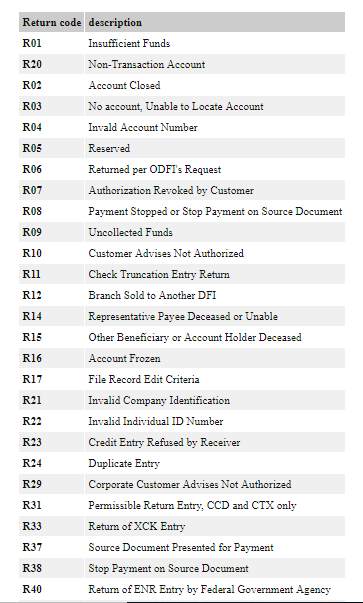 Return code description
R01 Insufficient Funds
R20 Non-Transaction Account
R02 Account Closed
R03 No account, Unable to Locate Account
R04 Invald Account Number
R05 Reserved
R06 Returned per ODFI's Request
R07 Authorization Revoked by Customer
R08 Payment Stopped or Stop Payment on Source Document
R09 Uncollected Funds
R10 Customer Advises Not Authorized
R11 Check Truncation Entry Return
R12 Branch Sold to Another DFI
R14 Representative Payee Deceased or Unable
R15 Other Beneficiary or Account Holder Deceased
R16 Account Frozen
R17 File Record Edit Criteria
R21 Invalid Company Identification
R22 Invalid Individual ID Number
R23 Credit Entry Refused by Receiver
R24 Duplicate Entry
R29 Corporate Customer Advises Not Authorized
R31 Permissible Return Entry, CCD and CTX only
R33 Return of XCK Entry
R37 Source Document Presented for Payment
R38 Stop Payment on Source Document
R40 Return of ENR Entry by Federal Government Agency